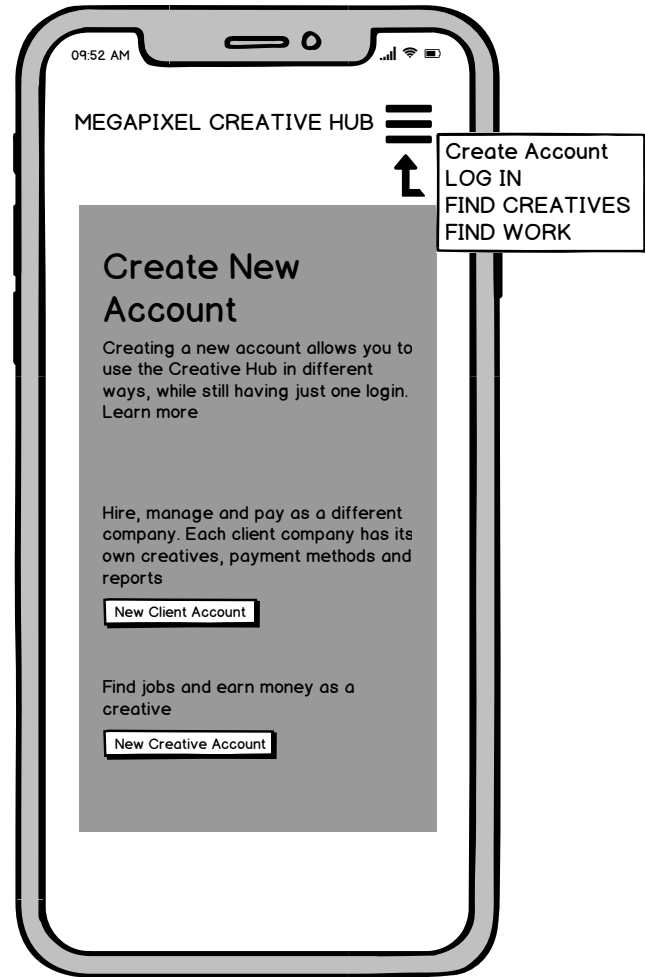 09:52 AM
MEGAPIXEL CREATIVE HUB
Create Account
LOG IN
FIND CREATIVES
FIND WORK
Create New
Account
Creating a new account allows you to
use the Creative Hub in different
ways, while still having just one login.
Learn more
Hire, manage and pay as a different
company. Each client company has its
own creatives, payment methods and
reports
New Client Account
Find jobs and earn money as a
creative
New Creative Account